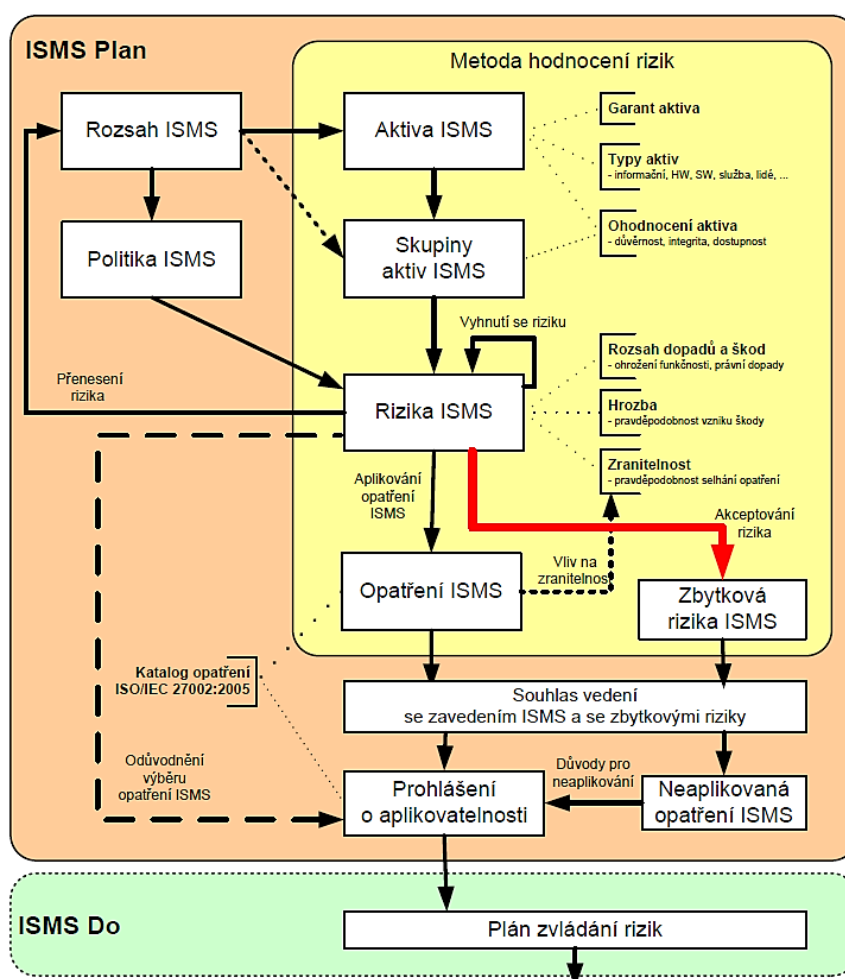 ISMS Plan
Metoda hodnocení rizik
Rozsah ISMS
Aktiva ISMS
Garant aktiva
Typy aktiv
- informační, HW, SW, služba, lidé, ...
Politika ISMS
Skupiny
aktiv ISMS
Ohodnocení aktiva
- důvěrnost, integrita, dostupnost
Vyhnutí se riziku
Přenesení
rizika
Rizika ISMS
Rozsah dopadů a škod
- ohrožení funkčnosti, právní dopady
Hrozba
- pravděpodobnost vzniku škody
Zranitelnost
- pravděpodobnost selhání opatření
Aplikování
opatření
ISMS
Akceptování
rizika
Opatření ISMS
Vliv na
zranitelnost
Zbytková
rizika ISMS
Katalog opatření
ISO/IEC 27002:2005
Souhlas vedení
se zavedením ISMS a se zbytkovými riziky
Odůvodnění
výběru
opatření ISMS
Prohlášení
o aplikovatelnosti
Důvody pro
neaplikování
Neaplikovaná
opatření ISMS
ISMS Do
Plán zvládání rizik